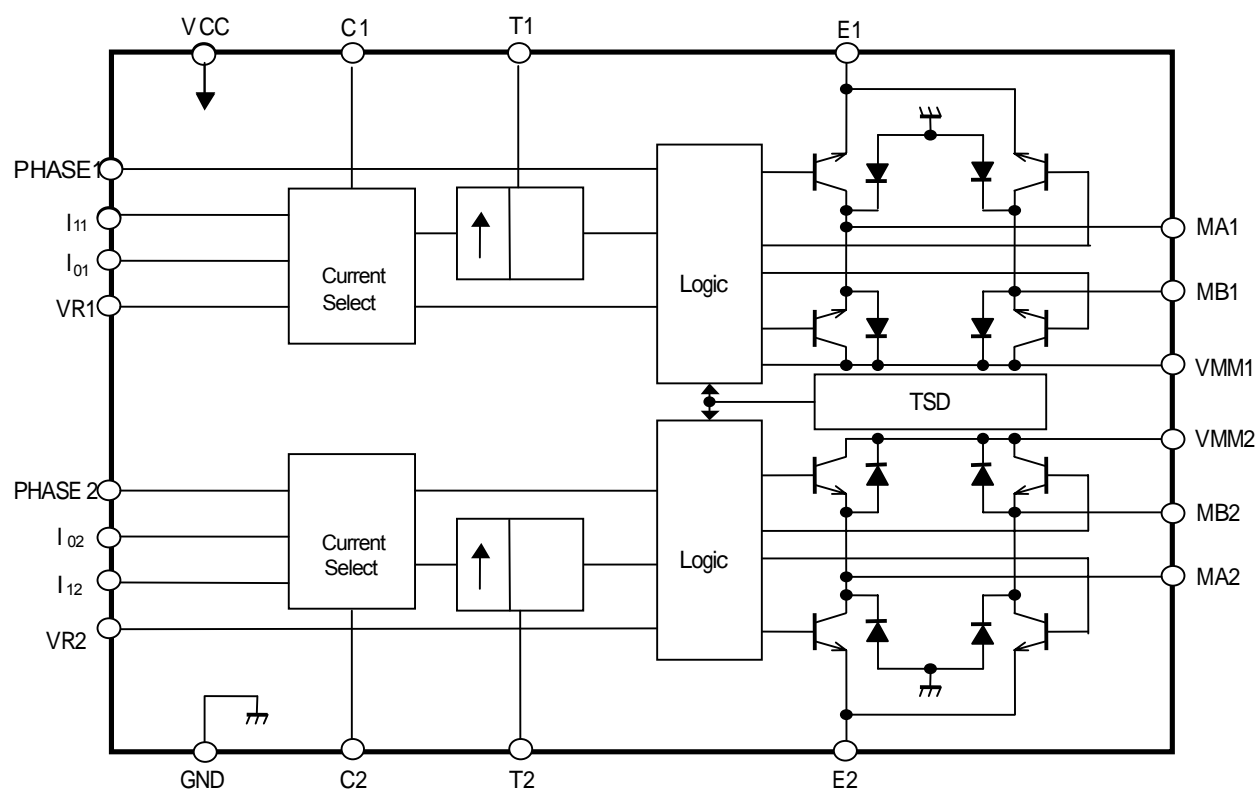 VCC
C1
T1
E1
PHASE1
I11
I01
VR1
Current
Select
Logic
MA1
MB1
VMM1
TSD
VMM2
PHASE 2
I02
I12
VR2
Current
Select
Logic
MB2
MA2
GND
C2
T2
E2